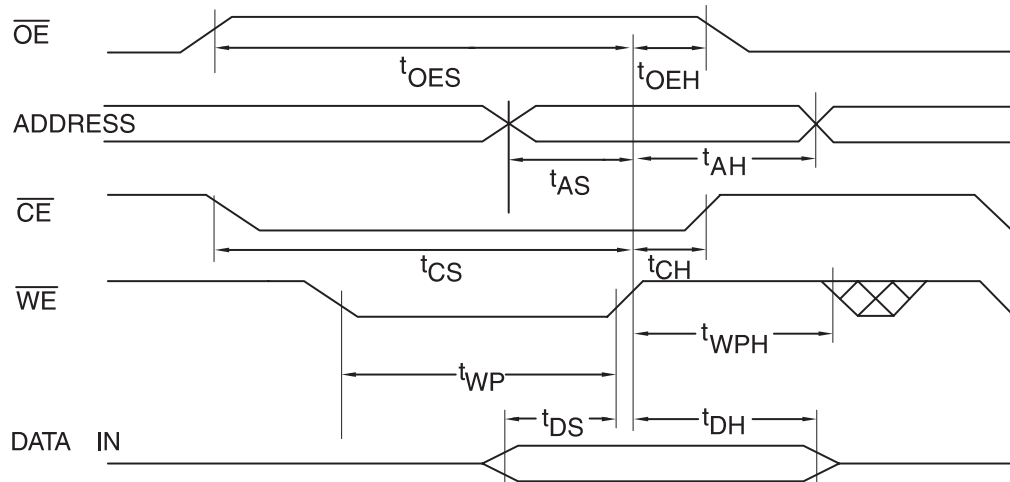 OE
tOES tOEH
ADDRESS
tAS tAH
CE
tCS tCH
WE
tWPH
tWP
tDS tDH
DATA IN